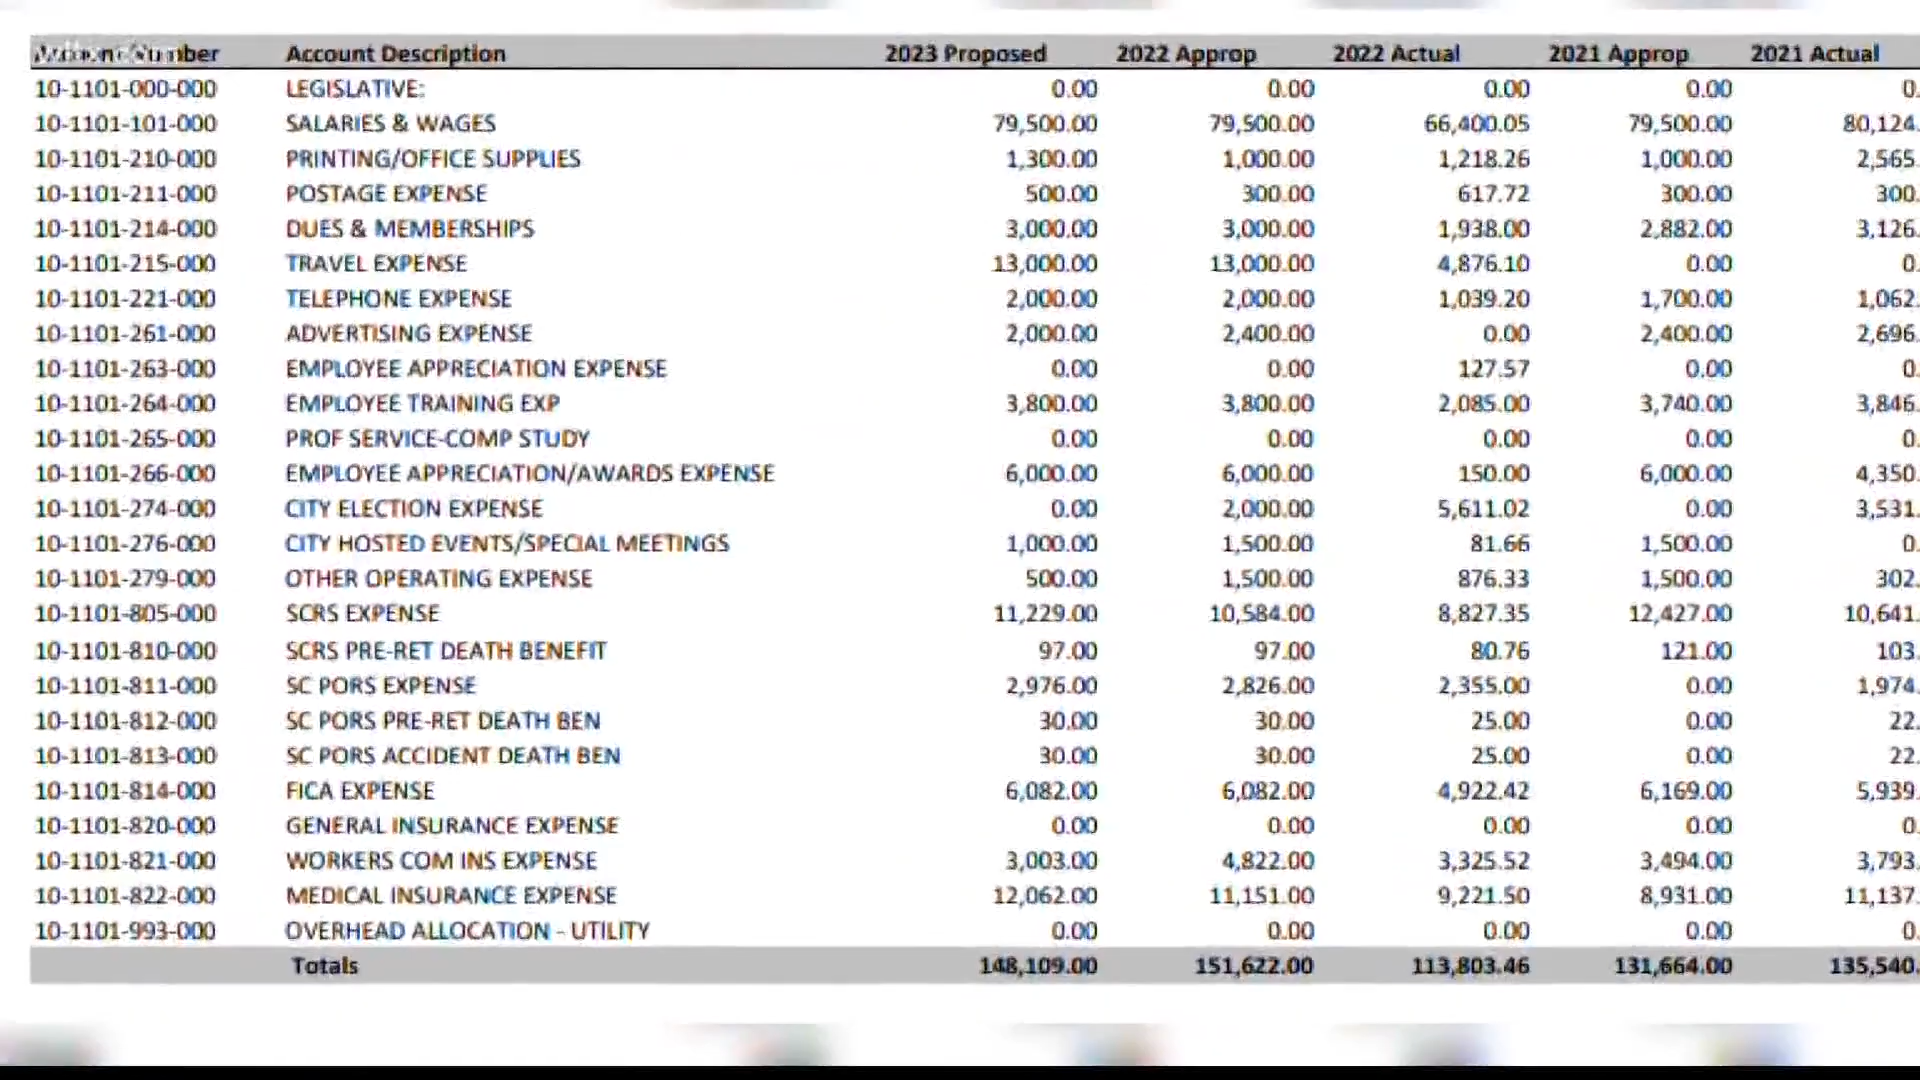 Account Description 2023 Proposed 2022 Approp 2022 Actual 2021 Approp 2021 Actual
10-1101-000-000 LEGISLATIVE: 0.00 0.00 0.00 0.00 0.
10-1101-101-000 SALARIES & WAGES 79,500.00 79,500.00 66,400.05 79,500.00 80,124.
10-1101-210-000 PRINTING/OFFICE SUPPLIES 1,300.00 1,000.00 1,218.26 1,000.00 2,565.
10-1101-211-000 POSTAGE EXPENSE 500.00 300.00 617.72 300.00 300.
10-1101-214-000 DUES & MEMBERSHIPS 3,000.00 3,000.00 1,938.00 2,882.00 3,126.
10-1101-215-000 TRAVEL EXPENSE 13,000.00 13,000.00 4,876.10 0.00 0.
10-1101-221-000 TELEPHONE EXPENSE 2,000.00 2,000.00 1,039.20 1,700.00 1,062.
10-1101-261-000 ADVERTISING EXPENSE 2,000.00 2,400.00 0.00 2,400.00 2,696.
10-1101-263-000 EMPLOYEE APPRECIATION EXPENSE 0.00 0.00 127.57 0.00 0.
10-1101-264-000 EMPLOYEE TRAINING EXP 3,800.00 3,800.00 2,085.00 3,740.00 3,846.
10-1101-265-000 PROF SERVICE-COMP STUDY 0.00 0.00 0.00 0.00 0.
10-1101-266-000 EMPLOYEE APPRECIATION/AWARDS EXPENSE 6,000.00 6,000.00 150.00 6,000.00 4,350.
10-1101-274-000 CITY ELECTION EXPENSE 0.00 2,000.00 5,611.02 0.00 3,531.
10-1101-276-000 CITY HOSTED EVENTS/SPECIAL MEETINGS 1,000.00 1,500.00 81.66 1,500.00 0.
10-1101-279-000 OTHER OPERATING EXPENSE 500.00 1,500.00 876.33 1,500.00 302.
10-1101-805-000 SCRS EXPENSE 11,229.00 10,584.00 8,827.35 12,427.00 10,641.
10-1101-810-000 SCRS PRE-RET DEATH BENEFIT 97.00 97.00 80.76 121.00 103.
10-1101-811-000 SC PORS EXPENSE 2,976.00 2,826.00 2,355.00 0.00 1,974.
10-1101-812-000 SC PORS PRE-RET DEATH BEN 30.00 30.00 25.00 0.00 22.
10-1101-813-000 SC PORS ACCIDENT DEATH BEN 30.00 30.00 25.00 0.00 22.
10-1101-814-000 FICA EXPENSE 6,082.00 6,082.00 4,922.42 6,169.00 5,939.
10-1101-820-000 GENERAL INSURANCE EXPENSE 0.00 0.00 0.00 0.00 0.
10-1101-821-000 WORKERS COM INS EXPENSE 3,003.00 4,822.00 3,325.52 3,494.00 3,793.
10-1101-822-000 MEDICAL INSURANCE EXPENSE 12,062.00 11,151.00 9,221.50 8,931.00 11,137.
10-1101-993-000 OVERHEAD ALLOCATION - UTILITY 0.00 0.00 0.00 0.00 0.
Totals 148,109.00 151,622.00 113,803.46 131,664.00 135,540.